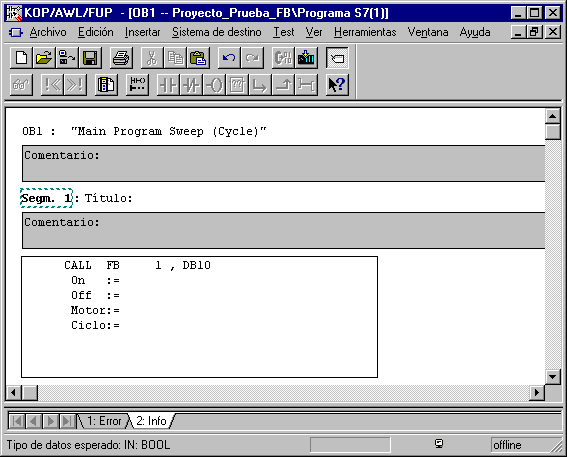 KOP/AWL/FUP - [OB1 -- Proyecto_Prueba_FB\Programa S7(1)]
Archivo Edición Insertar Sistema de destino Test Ver Herramientas Ventana Ayuda
OB1 : "Main Program Sweep (Cycle)"
Comentario:
Segm. 1: Título:
Comentario:
CALL FB 1 , DB10
On :=
Off :=
Motor:=
Ciclo:=
1: Error 2: Info
Tipo de datos esperado: IN: BOOL offline